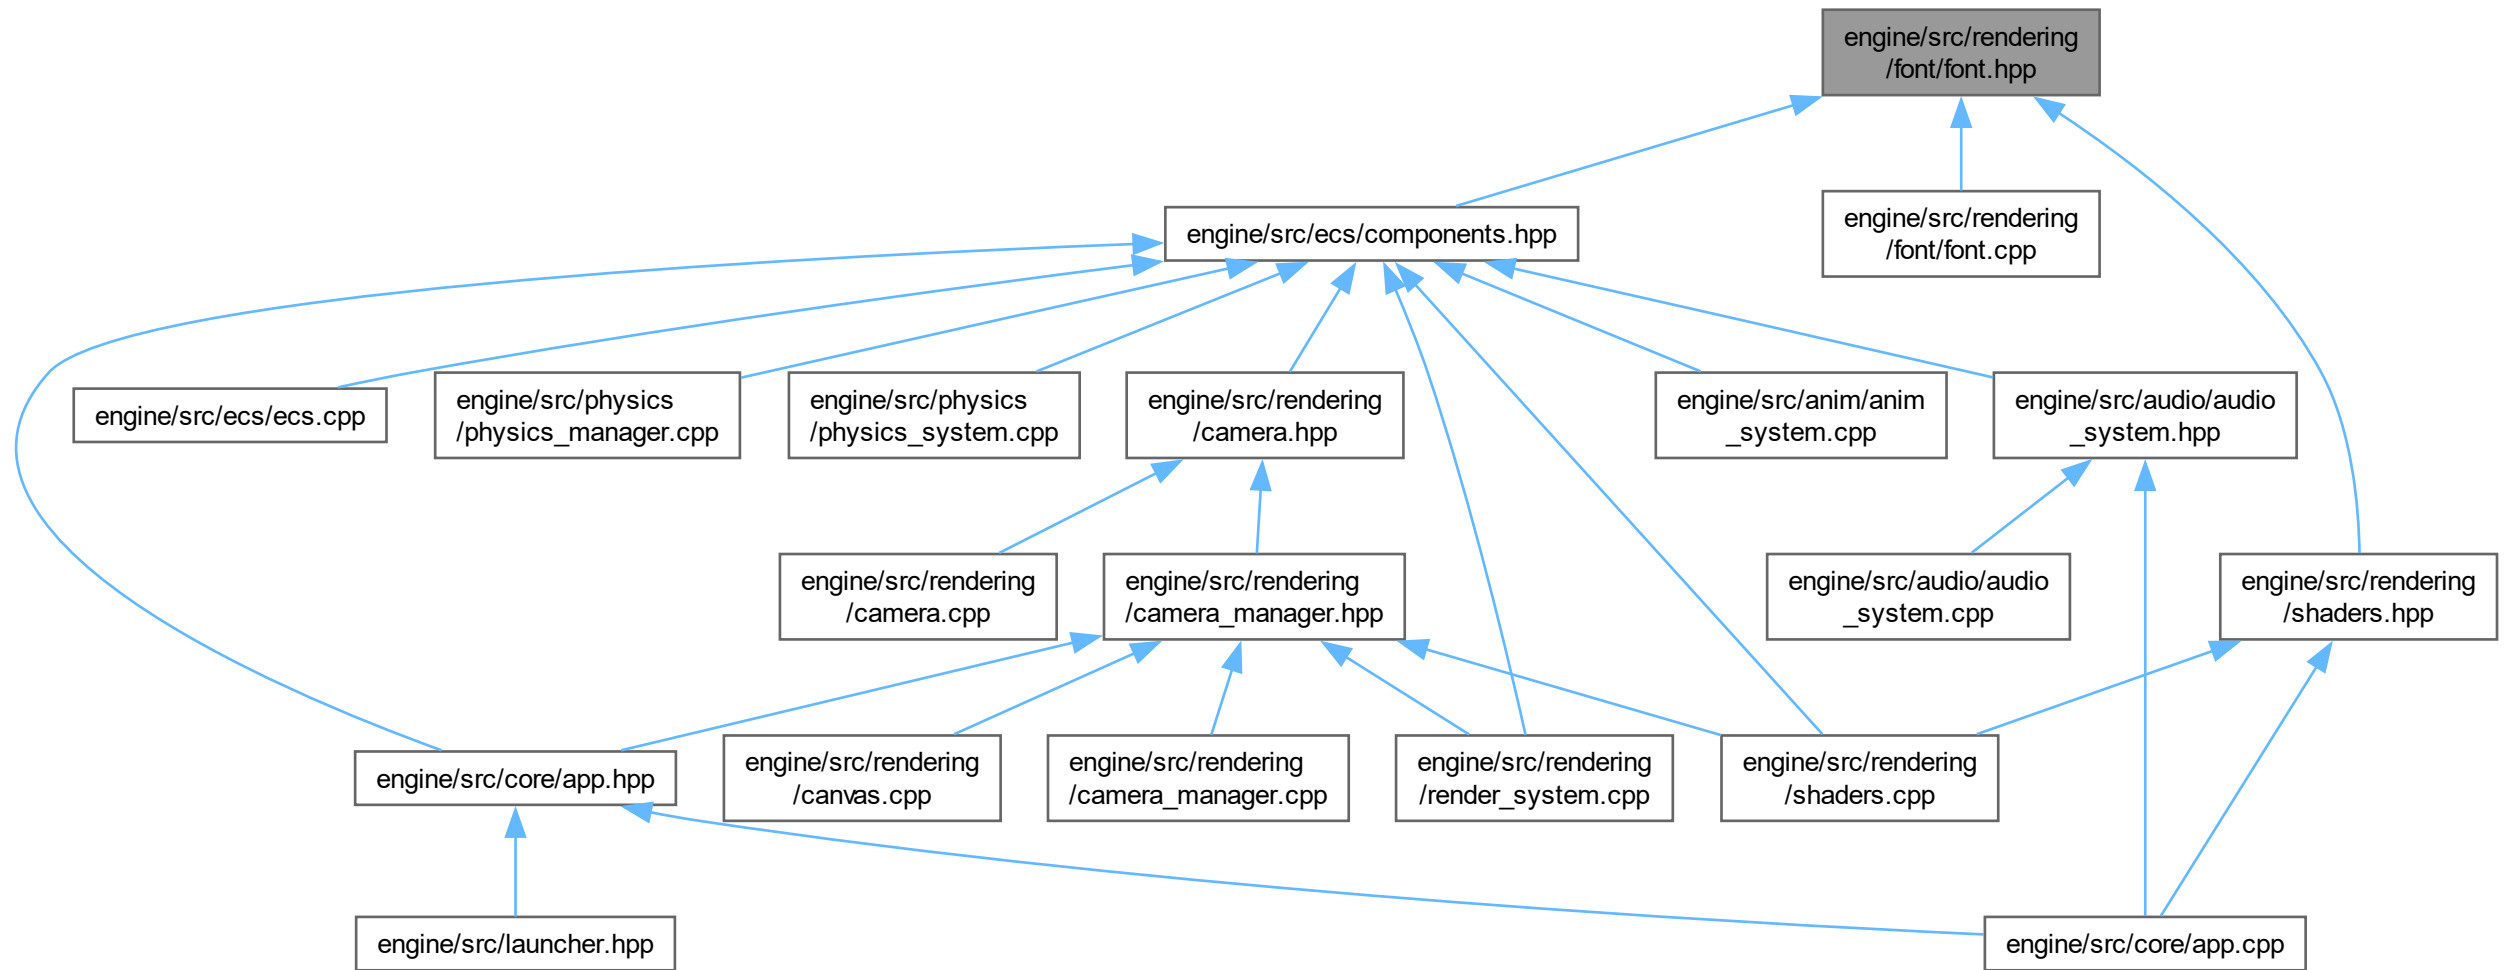 engine/src/rendering
/font/font.hpp
engine/src/ecs/components.hpp
engine/src/rendering
/font/font.cpp
engine/src/ecs/ecs.cpp
engine/src/physics
/physics_manager.cpp
engine/src/physics
/physics_system.cpp
engine/src/rendering
/camera.hpp
engine/src/anim/anim
_system.cpp
engine/src/audio/audio
_system.hpp
engine/src/rendering
/camera.cpp
engine/src/rendering
/camera_manager.hpp
engine/src/audio/audio
_system.cpp
engine/src/rendering
/shaders.hpp
engine/src/core/app.hpp
engine/src/rendering
/canvas.cpp
engine/src/rendering
/camera_manager.cpp
engine/src/rendering
/render_system.cpp
engine/src/rendering
/shaders.cpp
engine/src/launcher.hpp
engine/src/core/app.cpp